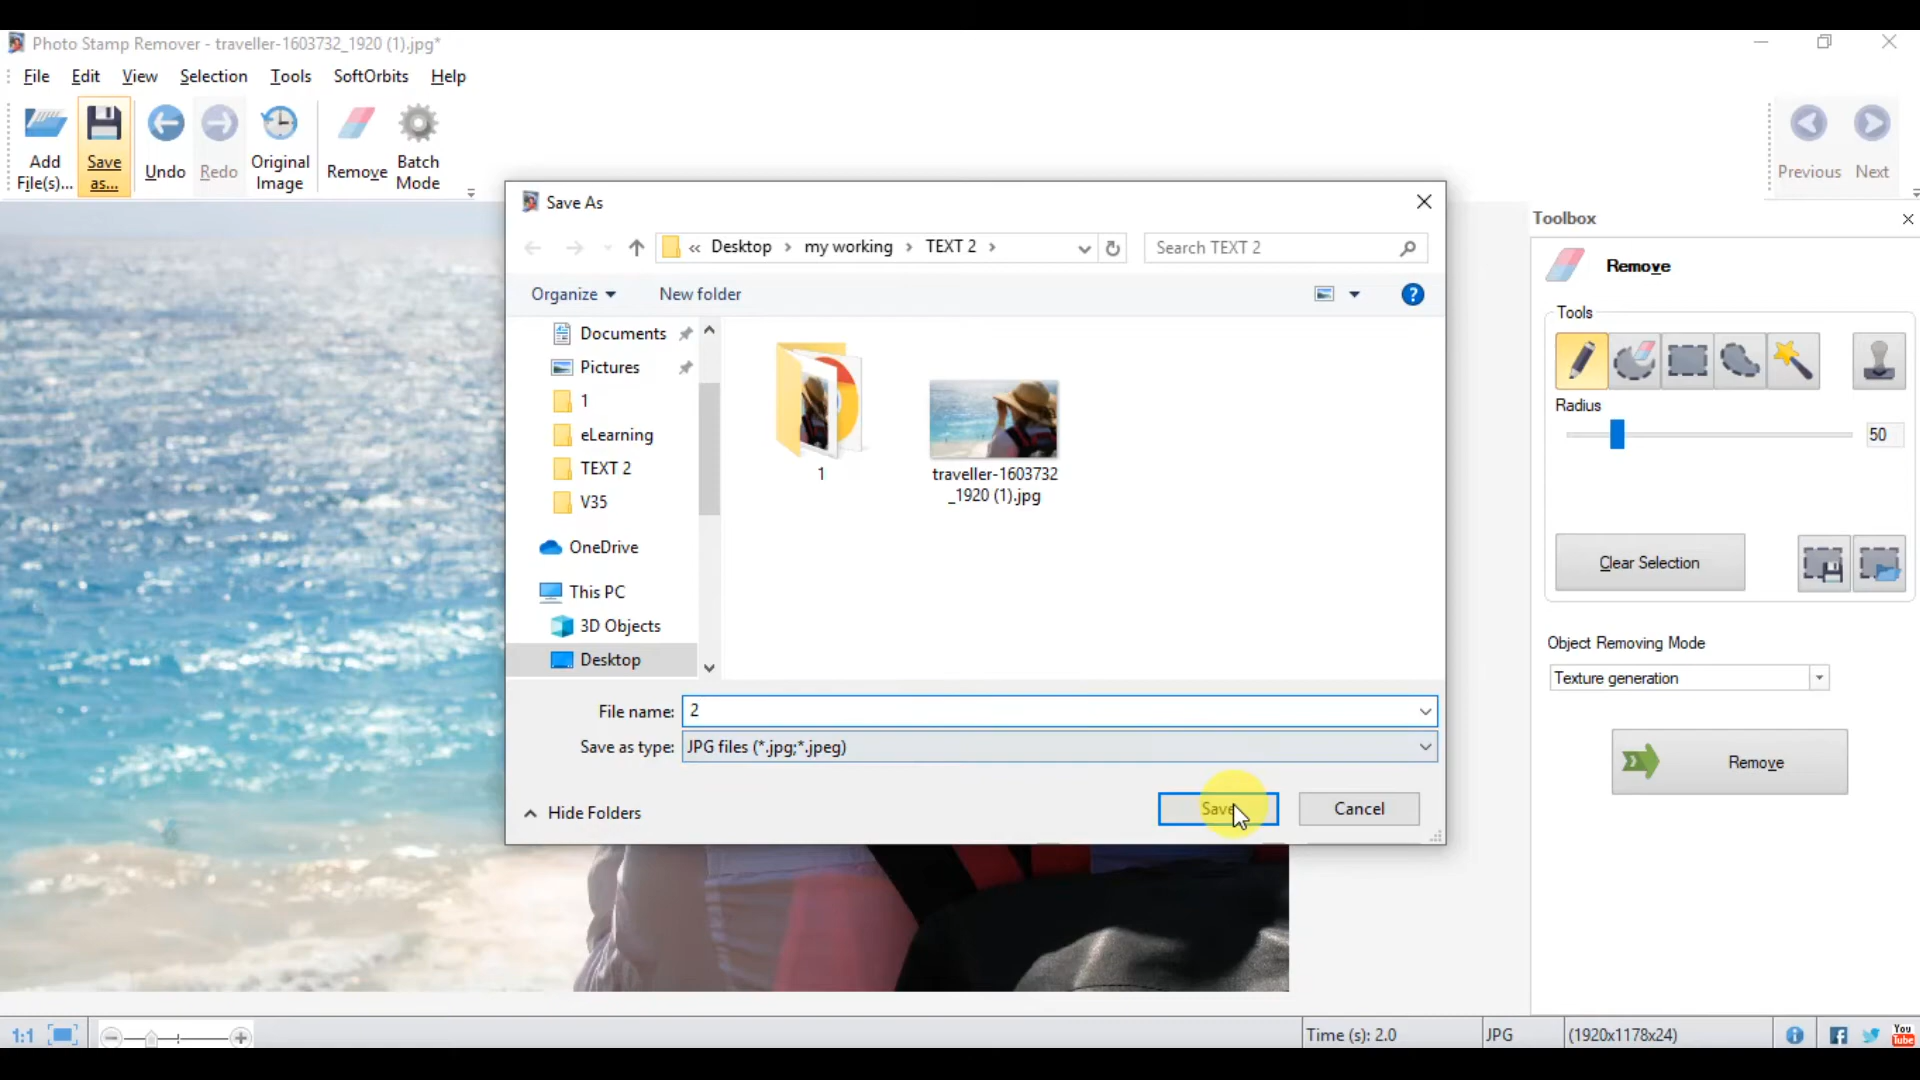 Photo Stamp Remover - traveller-1603732_1920 (1).jpg*
File Edit View Selection Tools SoftOrbits Help
Add File(s)...
Save as...
Undo
Redo
Original Image
Remove
Batch Mode
Previous
Next
Save As
« Desktop › my working › TEXT 2 ›
Search TEXT 2
Organize
New folder
?
Documents
Pictures
1
eLearning
TEXT 2
V35
OneDrive
This PC
3D Objects
Desktop
1
traveller-1603732
_1920 (1).jpg
File name: 2
Save as type: JPG files (*.jpg;*.jpeg)
Hide Folders
Save
Cancel
Toolbox
Remove
Tools
Radius
50
Clear Selection
Object Removing Mode
Texture generation
Remove
1:1
Time (s): 2.0
JPG
(1920x1178x24)
You
Tube